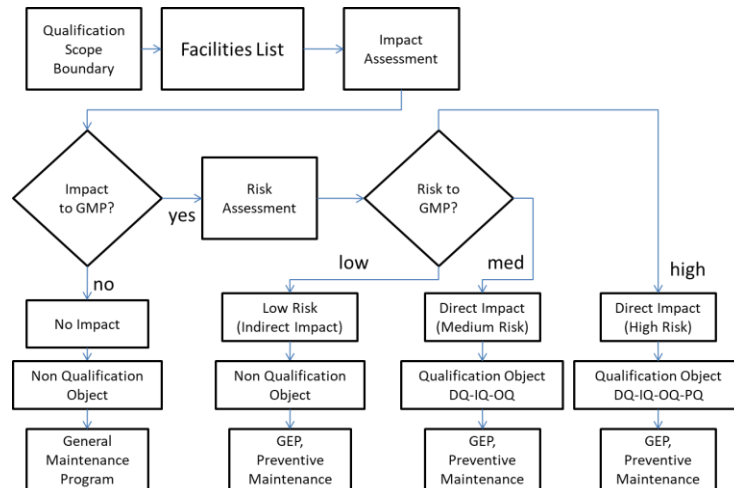 Qualification
Scope
Boundary
Facilities List
Impact
Assessment
Impact
to GMP?
yes
Risk
Assessment
Risk to
GMP?
no
low
med
high
No Impact
Low Risk
(Indirect Impact)
Direct Impact
(Medium Risk)
Direct Impact
(High Risk)
Non Qualification
Object
Non Qualification
Object
Qualification Object
DQ-IQ-OQ
Qualification Object
DQ-IQ-OQ-PQ
General
Maintenance
Program
GEP,
Preventive
Maintenance
GEP,
Preventive
Maintenance
GEP,
Preventive
Maintenance